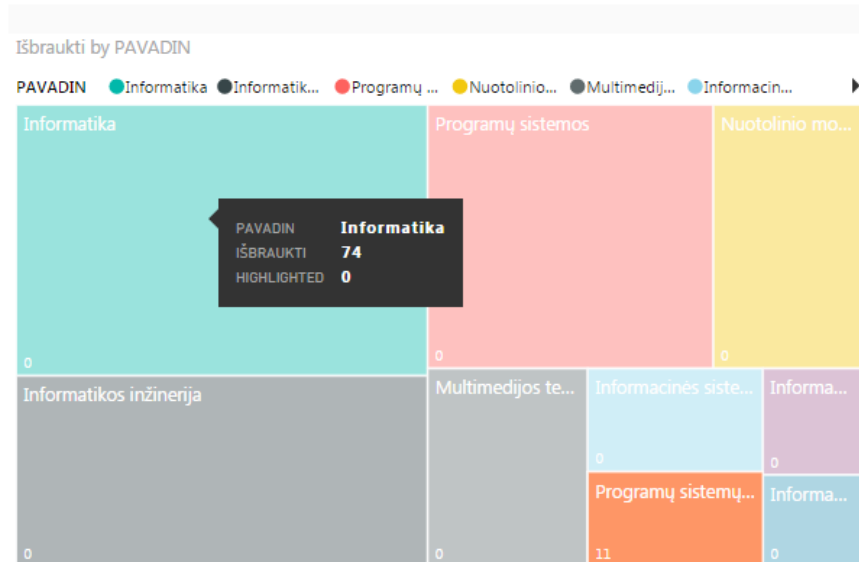 Išbraukti by PAVADIN
PAVADIN Informatika Informatik... Programų ... Nuotolinio... Multimedij... Informacin...
Informatika
Programų sistemos
Nuotolinio mo...
PAVADIN Informatika
IŠBRAUKTI 74
HIGHLIGHTED 0
0
0
0
Informatikos inžinerija
Multimedijos te...
Informacinės siste...
Informa...
0
0
Programų sistemų...
Informa...
0
0
11
0